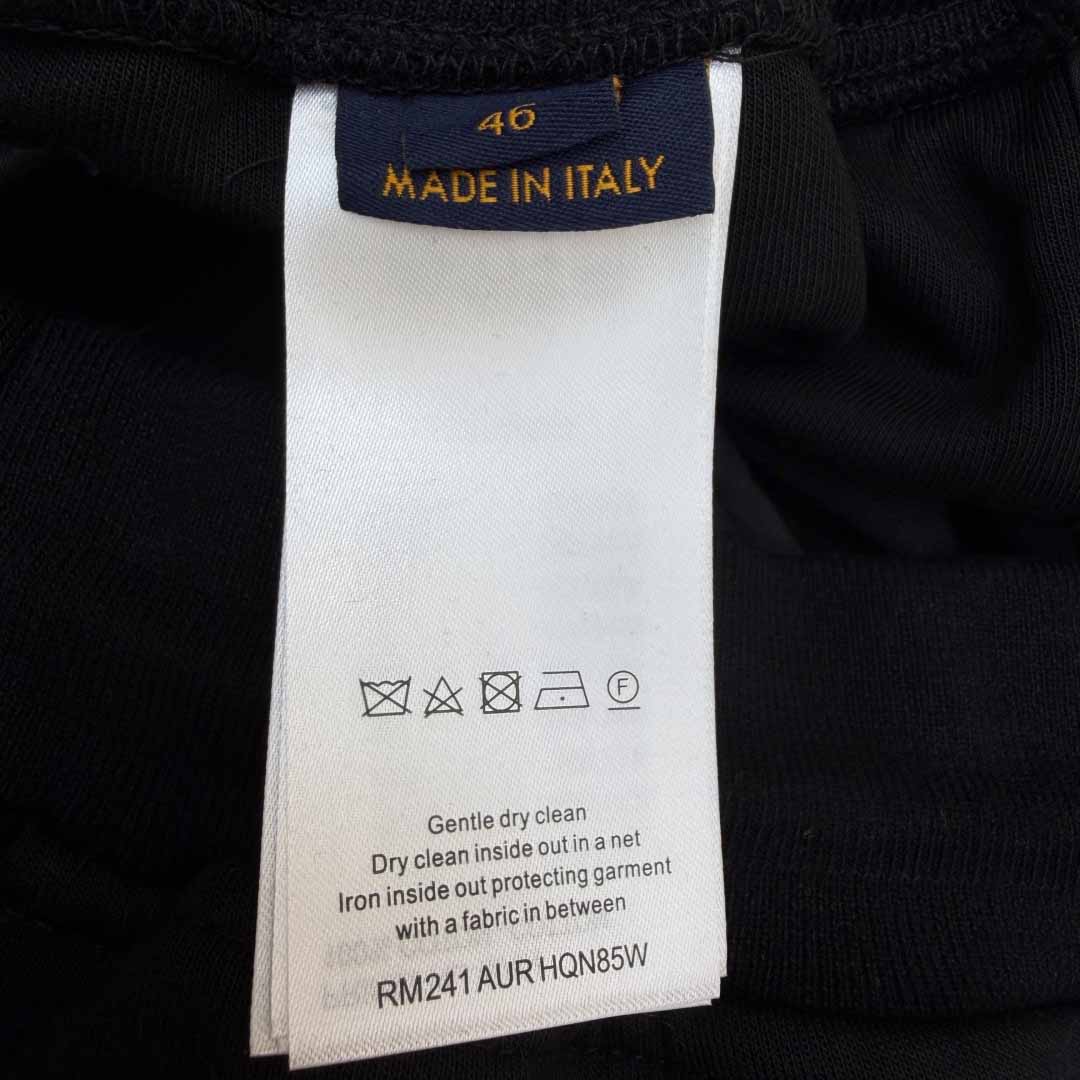 46
MADE IN ITALY
F
Gentle dry clean
Dry clean inside out in a net
Iron inside out protecting garment
with a fabric in between
RM241 AUR HQN85W